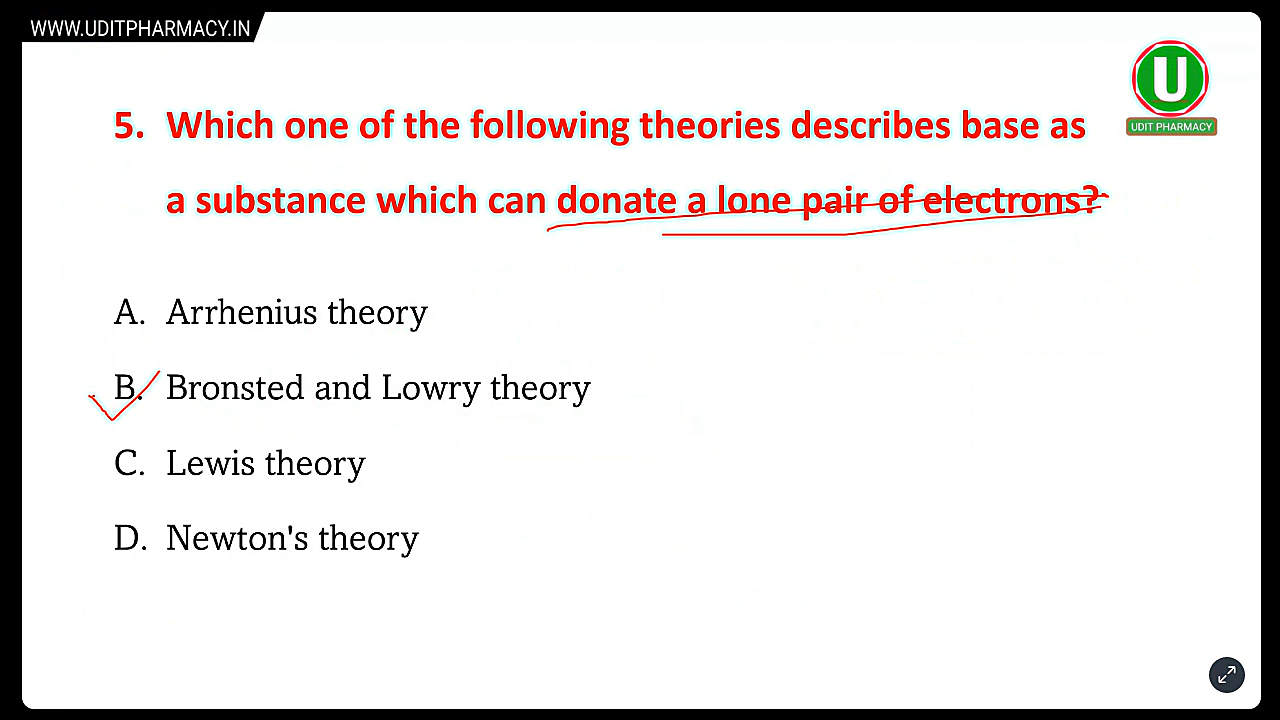 WWW.UDITPHARMACY.IN
U
UDIT PHARMACY
5. Which one of the following theories describes base as
a substance which can donate a lone pair of electrons?
A. Arrhenius theory
B. Bronsted and Lowry theory
C. Lewis theory
D. Newton's theory